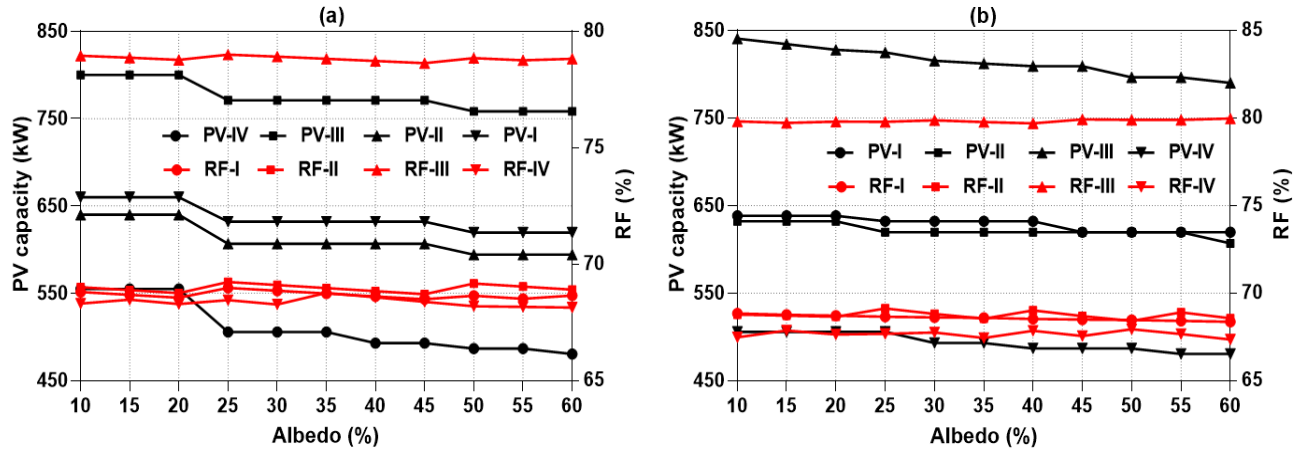 (a)
850
750
650
550
450
PV capacity (kW)
80
75
70
65
RF (%)
PV-IV PV-III PV-II PV-I
RF-I RF-II RF-III RF-IV
10 15 20 25 30 35 40 45 50 55 60
Albedo (%)
(b)
850
750
650
550
450
PV capacity (kW)
85
80
75
70
65
RF (%)
PV-I PV-II PV-III PV-IV
RF-I RF-II RF-III RF-IV
10 15 20 25 30 35 40 45 50 55 60
Albedo (%)